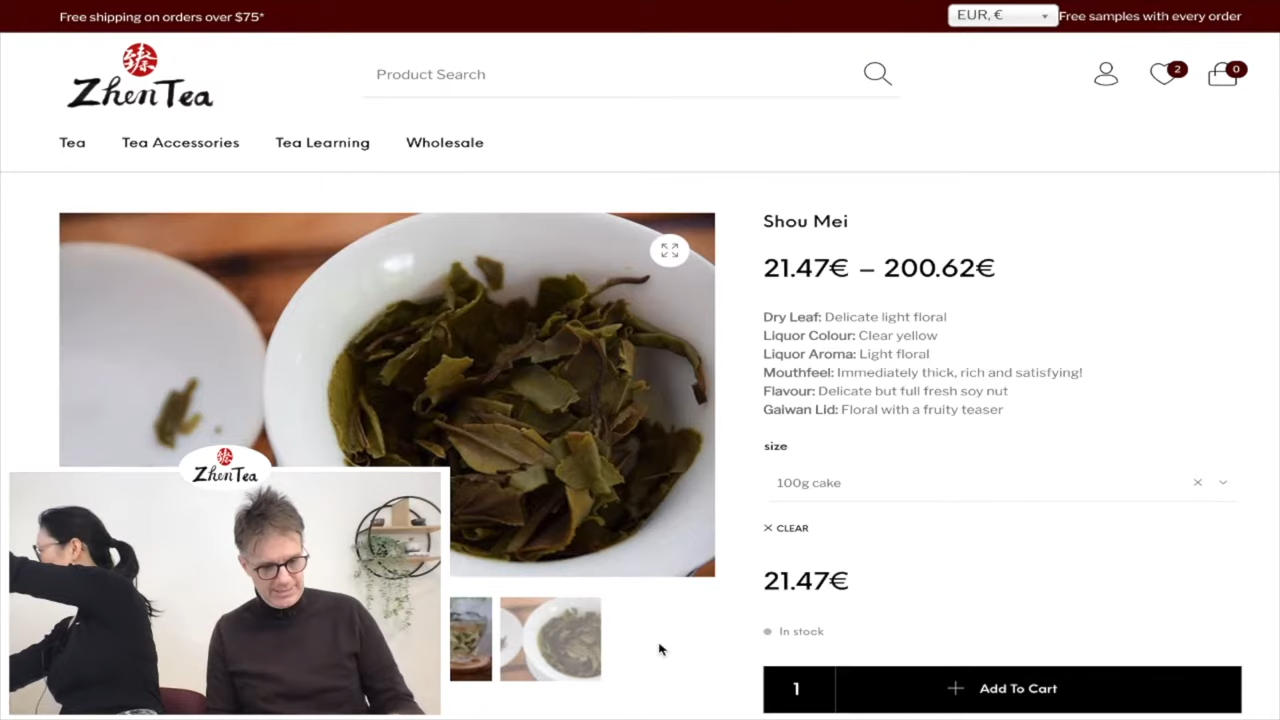 Free shipping on orders over $75*
EUR, €
Free samples with every order
臻
Zhen Tea
Product Search
2
0
Tea
Tea Accessories
Tea Learning
Wholesale
Shou Mei
21.47€ – 200.62€
Dry Leaf: Delicate light floral
Liquor Colour: Clear yellow
Liquor Aroma: Light floral
Mouthfeel: Immediately thick, rich and satisfying!
Flavour: Delicate but full fresh soy nut
Gaiwan Lid: Floral with a fruity teaser
size
100g cake
CLEAR
21.47€
In stock
1
Add To Cart
臻
Zhen Tea